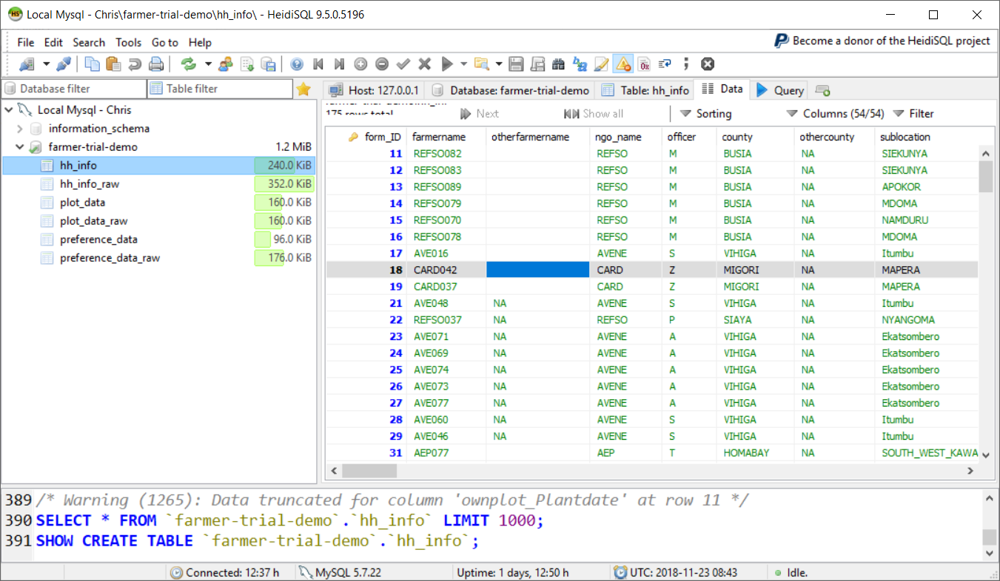 Local Mysql - Chris\farmer-trial-demo\hh_info\ - HeidiSQL 9.5.0.5196
File Edit Search Tools Go to Help
Become a donor of the HeidiSQL project
Database filter Table filter
Host: 127.0.0.1 Database: farmer-trial-demo Table: hh_info Data Query
Local Mysql - Chris
information_schema
farmer-trial-demo 1.2 MiB
hh_info 240.0 KiB
hh_info_raw 352.0 KiB
plot_data 160.0 KiB
plot_data_raw 160.0 KiB
preference_data 96.0 KiB
preference_data_raw 176.0 KiB
175 rows total Next Show all Sorting Columns (54/54) Filter
form_ID farmername otherfarmername ngo_name officer county othercounty sublocation
11 REFSO082 REFSO M BUSIA NA SIEKUNYA
12 REFSO083 REFSO M BUSIA NA SIEKUNYA
13 REFSO089 REFSO M BUSIA NA APOKOR
14 REFSO079 REFSO M BUSIA NA MDOMA
15 REFSO070 REFSO M BUSIA NA NAMDURU
16 REFSO078 REFSO M BUSIA NA MDOMA
17 AVE016 AVENE S VIHIGA NA Itumbu
18 CARD042 CARD Z MIGORI NA MAPERA
19 CARD037 CARD Z MIGORI NA MAPERA
21 AVE048 NA AVENE S VIHIGA NA Itumbu
22 REFSO037 NA REFSO P SIAYA NA NYANGOMA
23 AVE071 NA AVENE A VIHIGA NA Ekatsombero
24 AVE069 NA AVENE A VIHIGA NA Ekatsombero
25 AVE074 NA AVENE A VIHIGA NA Ekatsombero
26 AVE073 NA AVENE A VIHIGA NA Ekatsombero
27 AVE077 NA AVENE A VIHIGA NA Ekatsombero
28 AVE060 NA AVENE S VIHIGA NA Itumbu
29 AVE046 NA AVENE S VIHIGA NA Itumbu
31 AEP077 AEP T HOMABAY NA SOUTH_WEST_KAWA
389 /* Warning (1265): Data truncated for column 'ownplot_Plantdate' at row 11 */
390 SELECT * FROM `farmer-trial-demo`.`hh_info` LIMIT 1000;
391 SHOW CREATE TABLE `farmer-trial-demo`.`hh_info`;
Connected: 12:37 h MySQL 5.7.22 Uptime: 1 days, 12:50 h UTC: 2018-11-23 08:43 Idle.